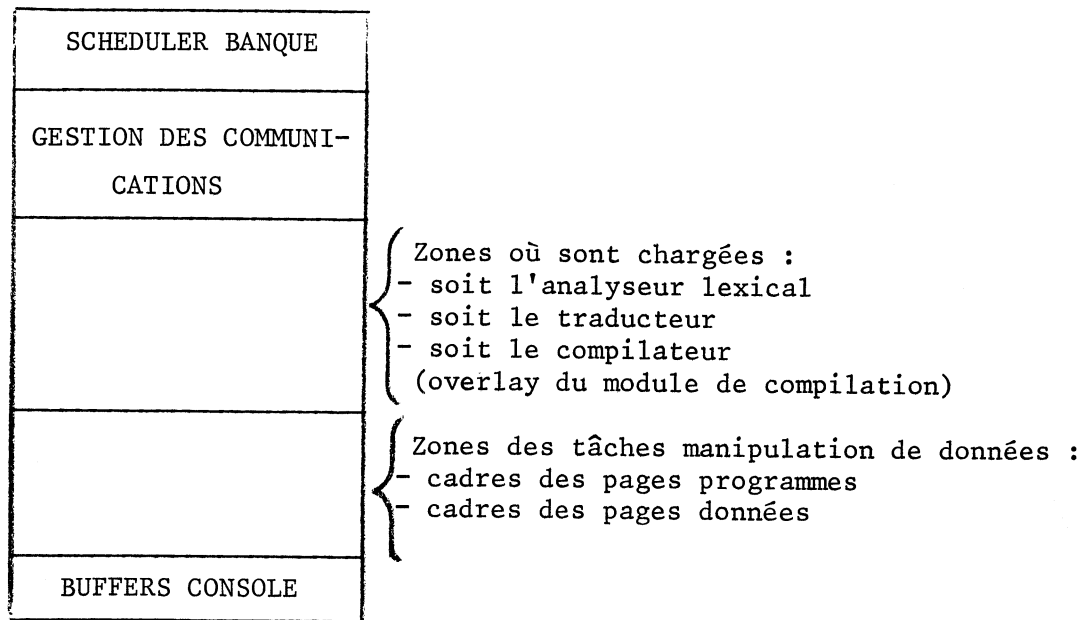 SCHEDULER BANQUE
GESTION DES COMMUNI-
CATIONS
Zones où sont chargées :
- soit l'analyseur lexical
- soit le traducteur
- soit le compilateur
(overlay du module de compilation)
Zones des tâches manipulation de données :
- cadres des pages programmes
- cadres des pages données
BUFFERS CONSOLE